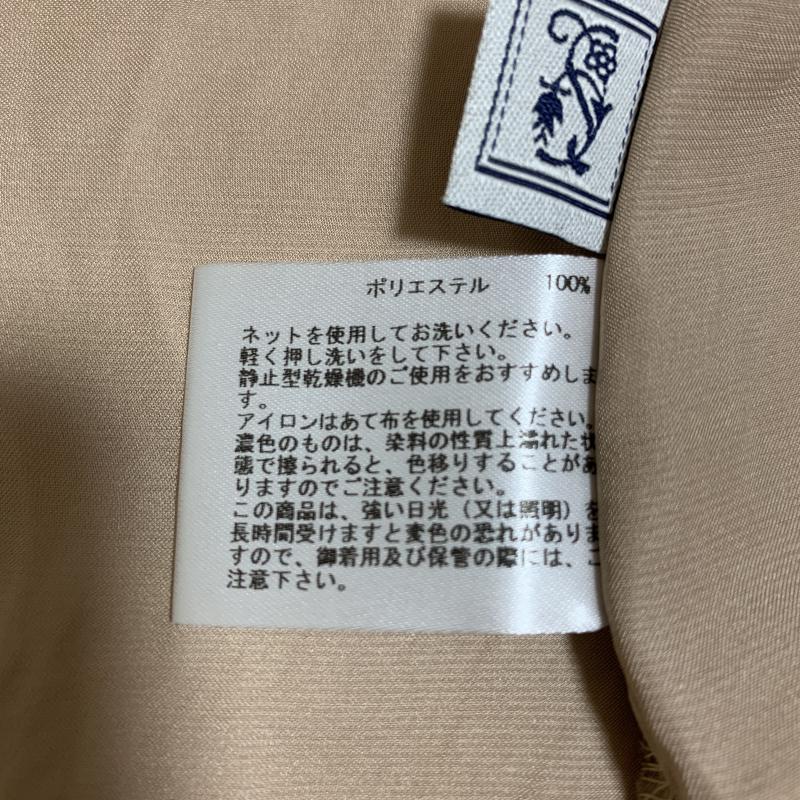 ポリエステル 100%
ネットを使用してお洗いください。
軽く押し洗いをして下さい。
静止型乾燥機のご使用をおすすめしま
す。
アイロンはあて布を使用してください。
濃色のものは、染料の性質上濡れた状
態で擦られると、色移りすることがあ
りますのでご注意ください。
この商品は、強い日光（又は照明）を
長時間受けますと変色の恐れがありま
すので、御着用及び保管の際には、ご
注意下さい。